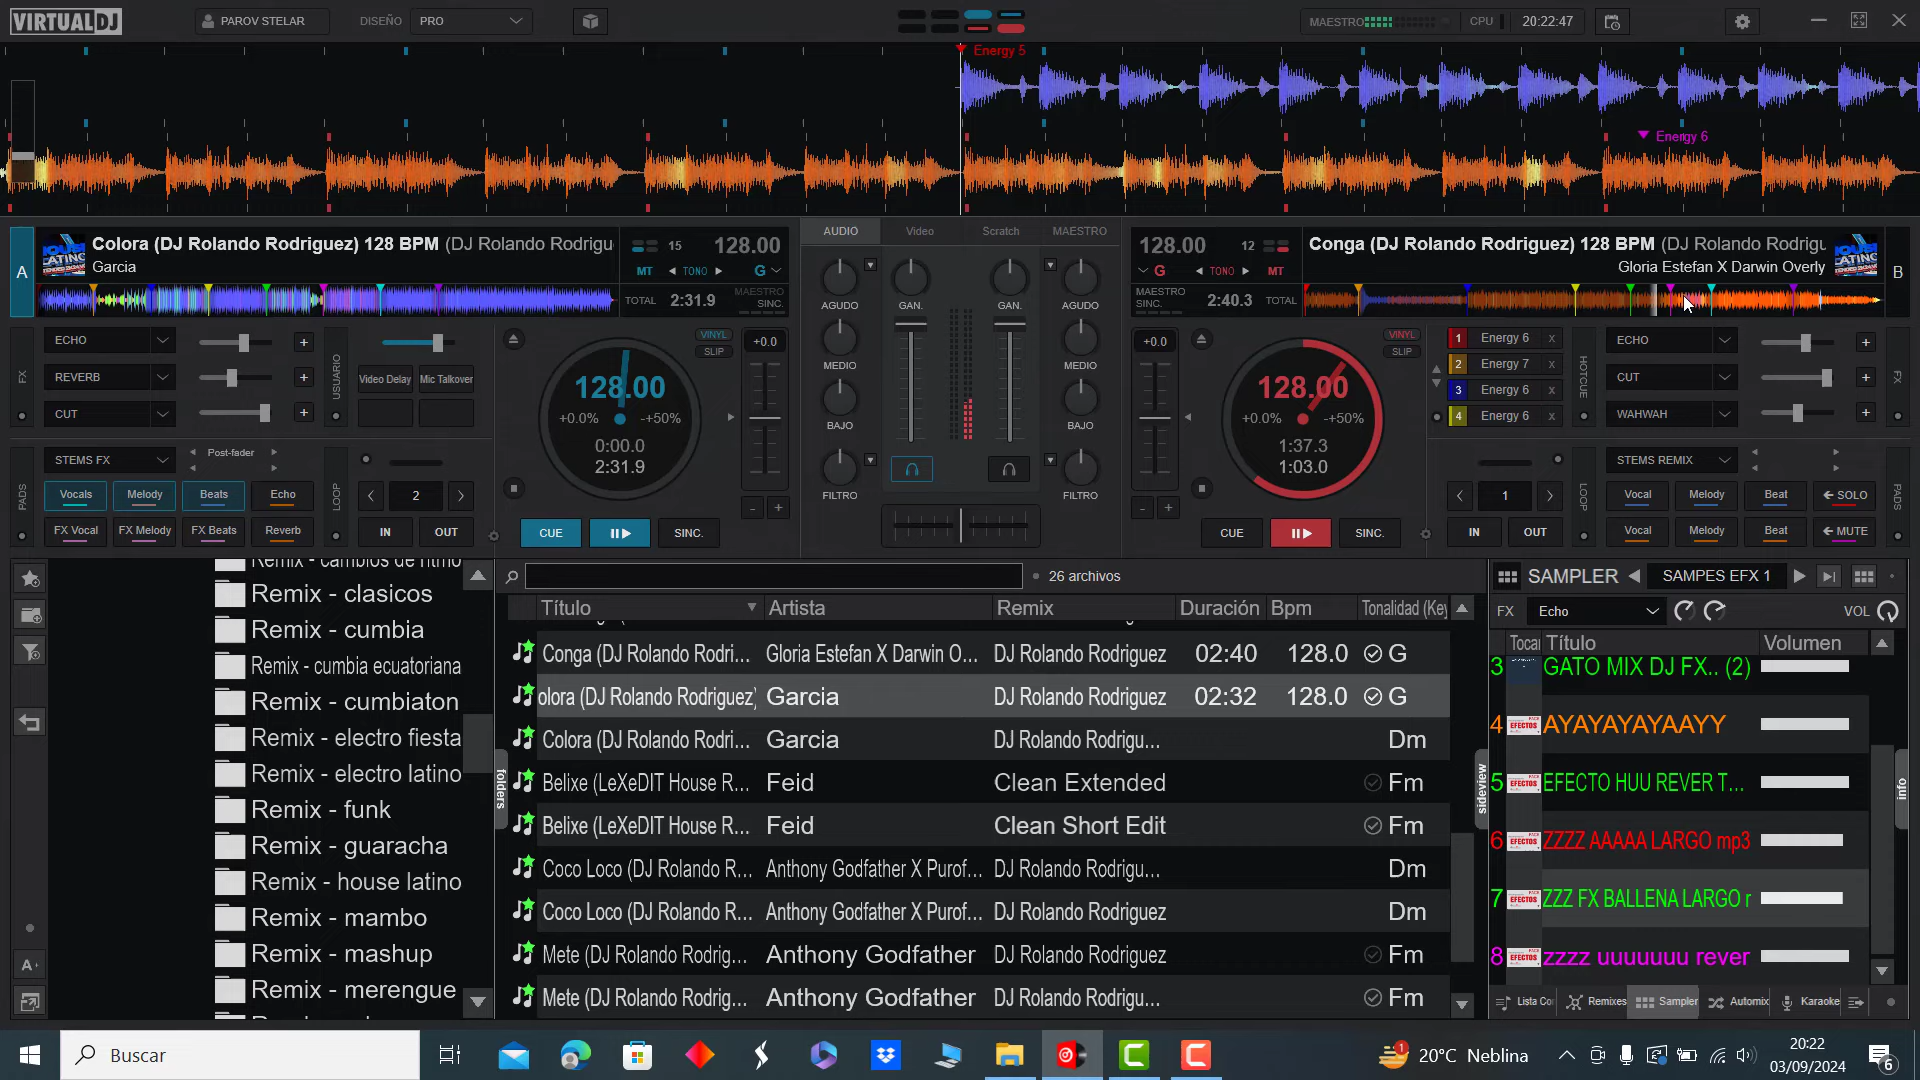 VIRTUALDJ
PAROV STELAR
DISEÑO
PRO
MAESTRO
CPU
20:22:47
Energy 5
Energy 6
A
Colora (DJ Rolando Rodriguez) 128 BPM (DJ Rolando Rodrigu
Garcia
15
128.00
MT
TONO
G
TOTAL
2:31.9
MAESTRO
SINC.
AUDIO
Video
Scratch
MAESTRO
128.00
12
G
TONO
MT
MAESTRO
SINC.
2:40.3
TOTAL
Conga (DJ Rolando Rodriguez) 128 BPM (DJ Rolando Rodrigu
Gloria Estefan X Darwin Overly
B
FX
ECHO
REVERB
CUT
USUARIO
Video Delay
Mic Talkover
VINYL
SLIP
128.00
+0.0%
-+50%
0:00.0
2:31.9
+0.0
AGUDO
GAN.
GAN.
AGUDO
MEDIO
MEDIO
BAJO
BAJO
FILTRO
FILTRO
+0.0
VINYL
SLIP
128.00
+0.0%
-+50%
1:37.3
1:03.0
1 Energy 6 x
2 Energy 7 x
3 Energy 6 x
4 Energy 6 x
HOTCUE
ECHO
CUT
WAHWAH
FX
PADS
STEMS FX
Post-fader
Vocals
Melody
Beats
Echo
FX Vocal
FX Melody
FX Beats
Reverb
LOOP
2
IN
OUT
CUE
SINC.
CUE
SINC.
1
IN
OUT
LOOP
STEMS REMIX
Vocal
Melody
Beat
SOLO
Vocal
Melody
Beat
MUTE
PADS
Remix - cambios de ritmo
Remix - clasicos
Remix - cumbia
Remix - cumbia ecuatoriana
Remix - cumbiaton
Remix - electro fiesta
Remix - electro latino
Remix - funk
Remix - guaracha
Remix - house latino
Remix - mambo
Remix - mashup
Remix - merengue
folders
26 archivos
Título Artista Remix Duración Bpm Tonalidad (Key
Conga (DJ Rolando Rodri... Gloria Estefan X Darwin O... DJ Rolando Rodriguez 02:40 128.0 G
olora (DJ Rolando Rodriguez) Garcia DJ Rolando Rodriguez 02:32 128.0 G
Colora (DJ Rolando Rodri... Garcia DJ Rolando Rodrigu... Dm
Belixe (LeXeDIT House R... Feid Clean Extended Fm
Belixe (LeXeDIT House R... Feid Clean Short Edit Fm
Coco Loco (DJ Rolando R... Anthony Godfather X Purof... DJ Rolando Rodrigu... Dm
Coco Loco (DJ Rolando R... Anthony Godfather X Purof... DJ Rolando Rodriguez Dm
Mete (DJ Rolando Rodrig... Anthony Godfather DJ Rolando Rodriguez Fm
Mete (DJ Rolando Rodrig... Anthony Godfather DJ Rolando Rodrigu... Fm
sideview
SAMPLER
SAMPES EFX 1
FX
Echo
VOL
Tocar Título Volumen
3 GATO MIX DJ FX.. (2)
4 AYAYAYAYAAYY
5 EFECTO HUU REVER T...
6 ZZZZ AAAAA LARGO mp3
7 ZZZ FX BALLENA LARGO r
8 zzzz uuuuuuu rever
info
Lista Co
Remixes
Sampler
Automix
Karaoke
Buscar
1
20°C Neblina
20:22
03/09/2024
6